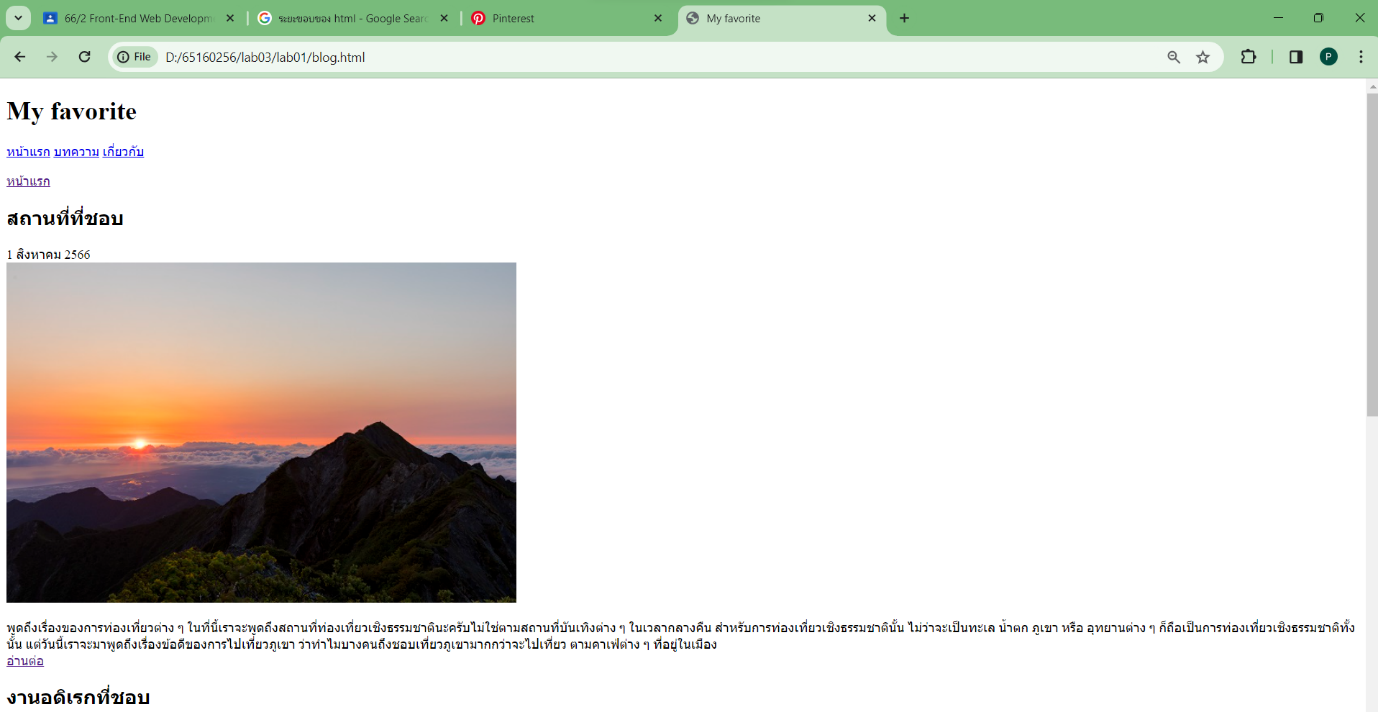 66/2 Front-End Web Developm
ระยะขอบของ html - Google Searc
Pinterest
My favorite
File
D:/65160256/lab03/lab01/blog.html
P
My favorite
หน้าแรก บทความ เกี่ยวกับ
หน้าแรก
สถานที่ที่ชอบ
1 สิงหาคม 2566
พูดถึงเรื่องของการท่องเที่ยวต่าง ๆ ในที่นี้เราจะพูดถึงสถานที่ท่องเที่ยวเชิงธรรมชาตินะครับไม่ใช่ตามสถานที่บันเทิงต่าง ๆ ในเวลากลางคืน สำหรับการท่องเที่ยวเชิงธรรมชาตินั้น ไม่ว่าจะเป็นทะเล น้ำตก ภูเขา หรือ อุทยานต่าง ๆ ก็ถือเป็นการท่องเที่ยวเชิงธรรมชาติทั้ง
นั้น แต่วันนี้เราจะมาพูดถึงเรื่องข้อดีของการไปเที่ยวภูเขา ว่าทำไมบางคนถึงชอบเที่ยวภูเขามากกว่าจะไปเที่ยว ตามคาเฟ่ต่าง ๆ ที่อยู่ในเมือง
อ่านต่อ
งานอดิเรกที่ชอบ